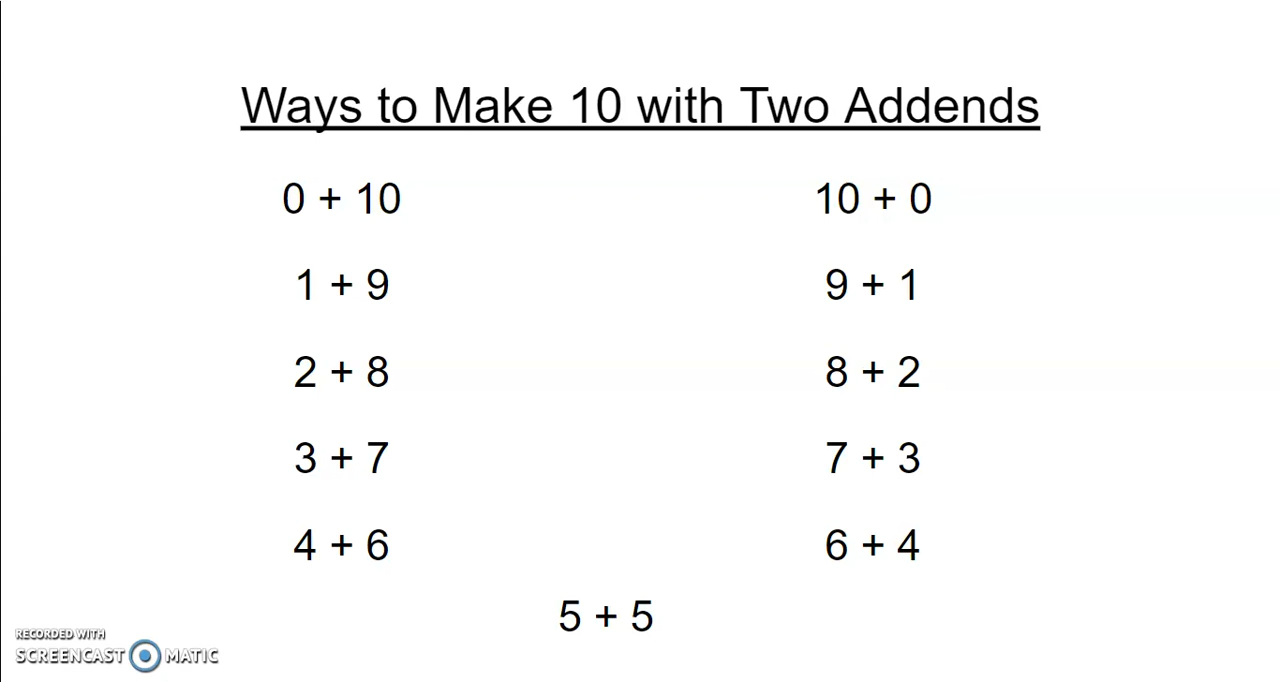 Ways to Make 10 with Two Addends
0 + 10
10 + 0
1 + 9
9 + 1
2 + 8
8 + 2
3 + 7
7 + 3
4 + 6
6 + 4
5 + 5
RECORDED WITH
SCREENCAST MATIC